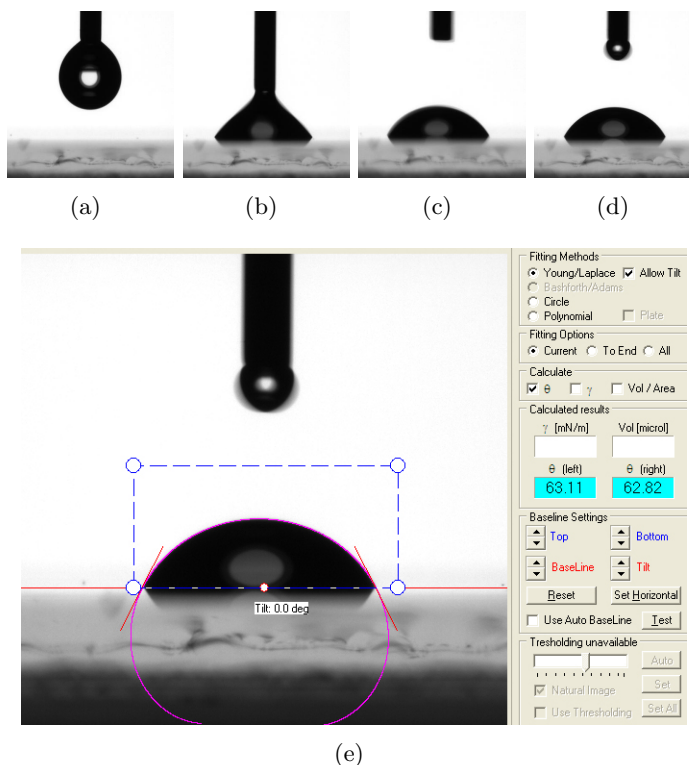 (a) (b) (c) (d)
Fitting Methods
Young/Laplace Allow Tilt
Bashforth/Adams
Circle
Polynomial Plate
Fitting Options
Current To End All
Calculate
θ γ Vol / Area
Calculated results
γ [mN/m] Vol [microl]
θ (left) θ (right)
63.11 62.82
Baseline Settings
Top Bottom
BaseLine Tilt
Reset Set Horizontal
Use Auto BaseLine Test
Tresholding unavailable
Auto
Natural Image Set
Use Thresholding Set All
Tilt: 0.0 deg
(e)